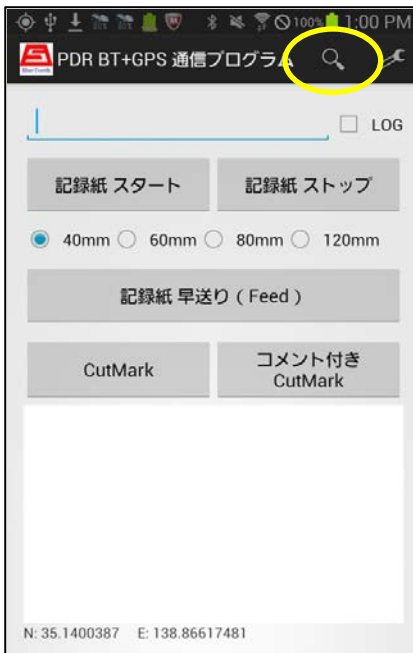 100% 1:00 PM
PDR BT+GPS 通信プログラム
LOG
記録紙 スタート 記録紙 ストップ
40mm 60mm 80mm 120mm
記録紙 早送り ( Feed )
CutMark コメント付き
CutMark
N: 35.1400387 E: 138.86617481